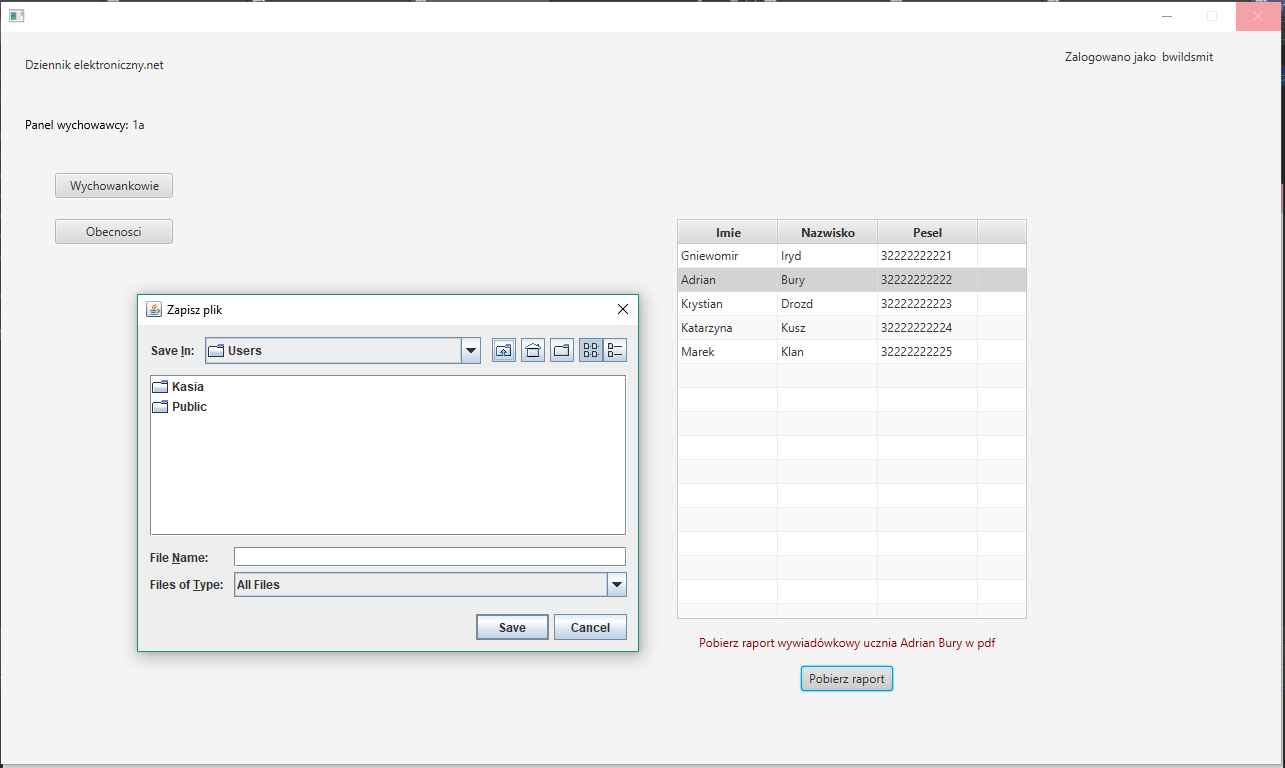 Dziennik elektroniczny.net
Zalogowano jako bwildsmit
Panel wychowawcy: 1a
Wychowankowie
Obecnosci
Zapisz plik
Save In: Users
Kasia
Public
File Name:
Files of Type: All Files
Save Cancel
Imie Nazwisko Pesel
Gniewomir Iryd 32222222221
Adrian Bury 32222222222
Krystian Drozd 32222222223
Katarzyna Kusz 32222222224
Marek Klan 32222222225
Pobierz raport wywiadówkowy ucznia Adrian Bury w pdf
Pobierz raport